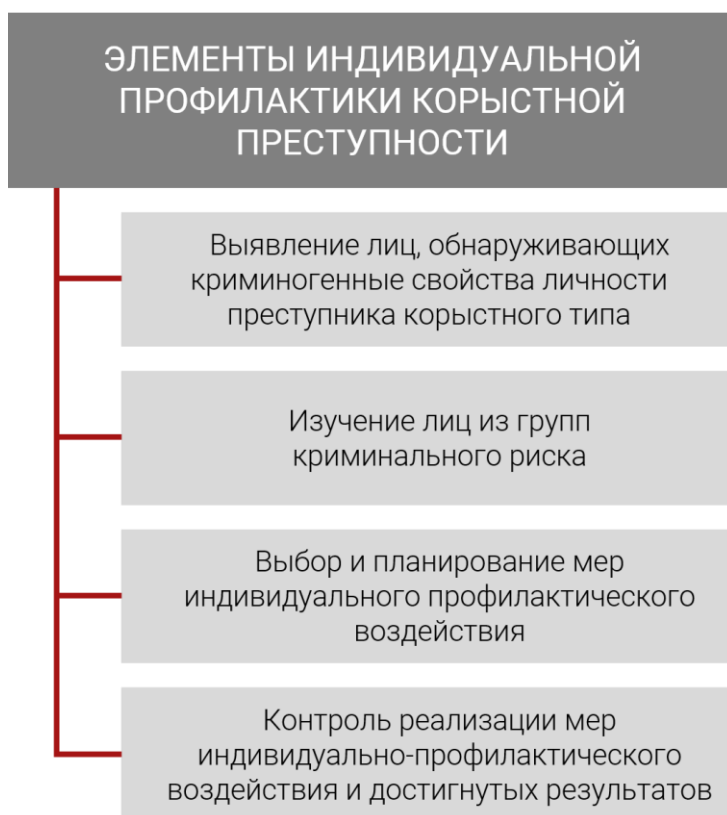 ЭЛЕМЕНТЫ ИНДИВИДУАЛЬНОЙ
ПРОФИЛАКТИКИ КОРЫСТНОЙ
ПРЕСТУПНОСТИ
Выявление лиц, обнаруживающих
криминогенные свойства личности
преступника корыстного типа
Изучение лиц из групп
криминального риска
Выбор и планирование мер
индивидуального профилактического
воздействия
Контроль реализации мер
индивидуально-профилактического
воздействия и достигнутых результатов